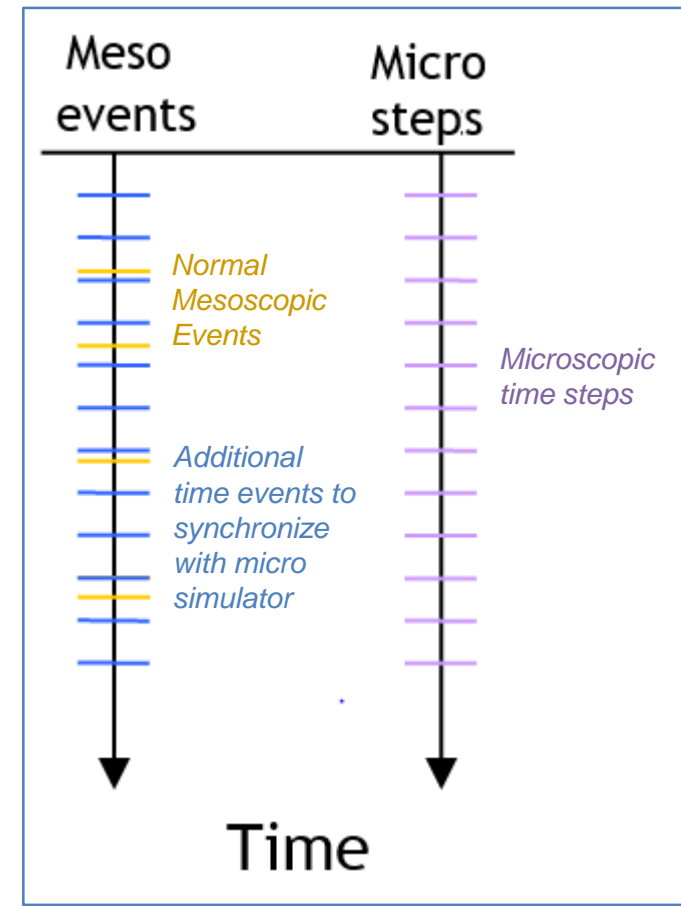 Meso
events
Micro
steps
Normal
Mesoscopic
Events
Microscopic
time steps
Additional
time events to
synchronize
with micro
simulator
Time